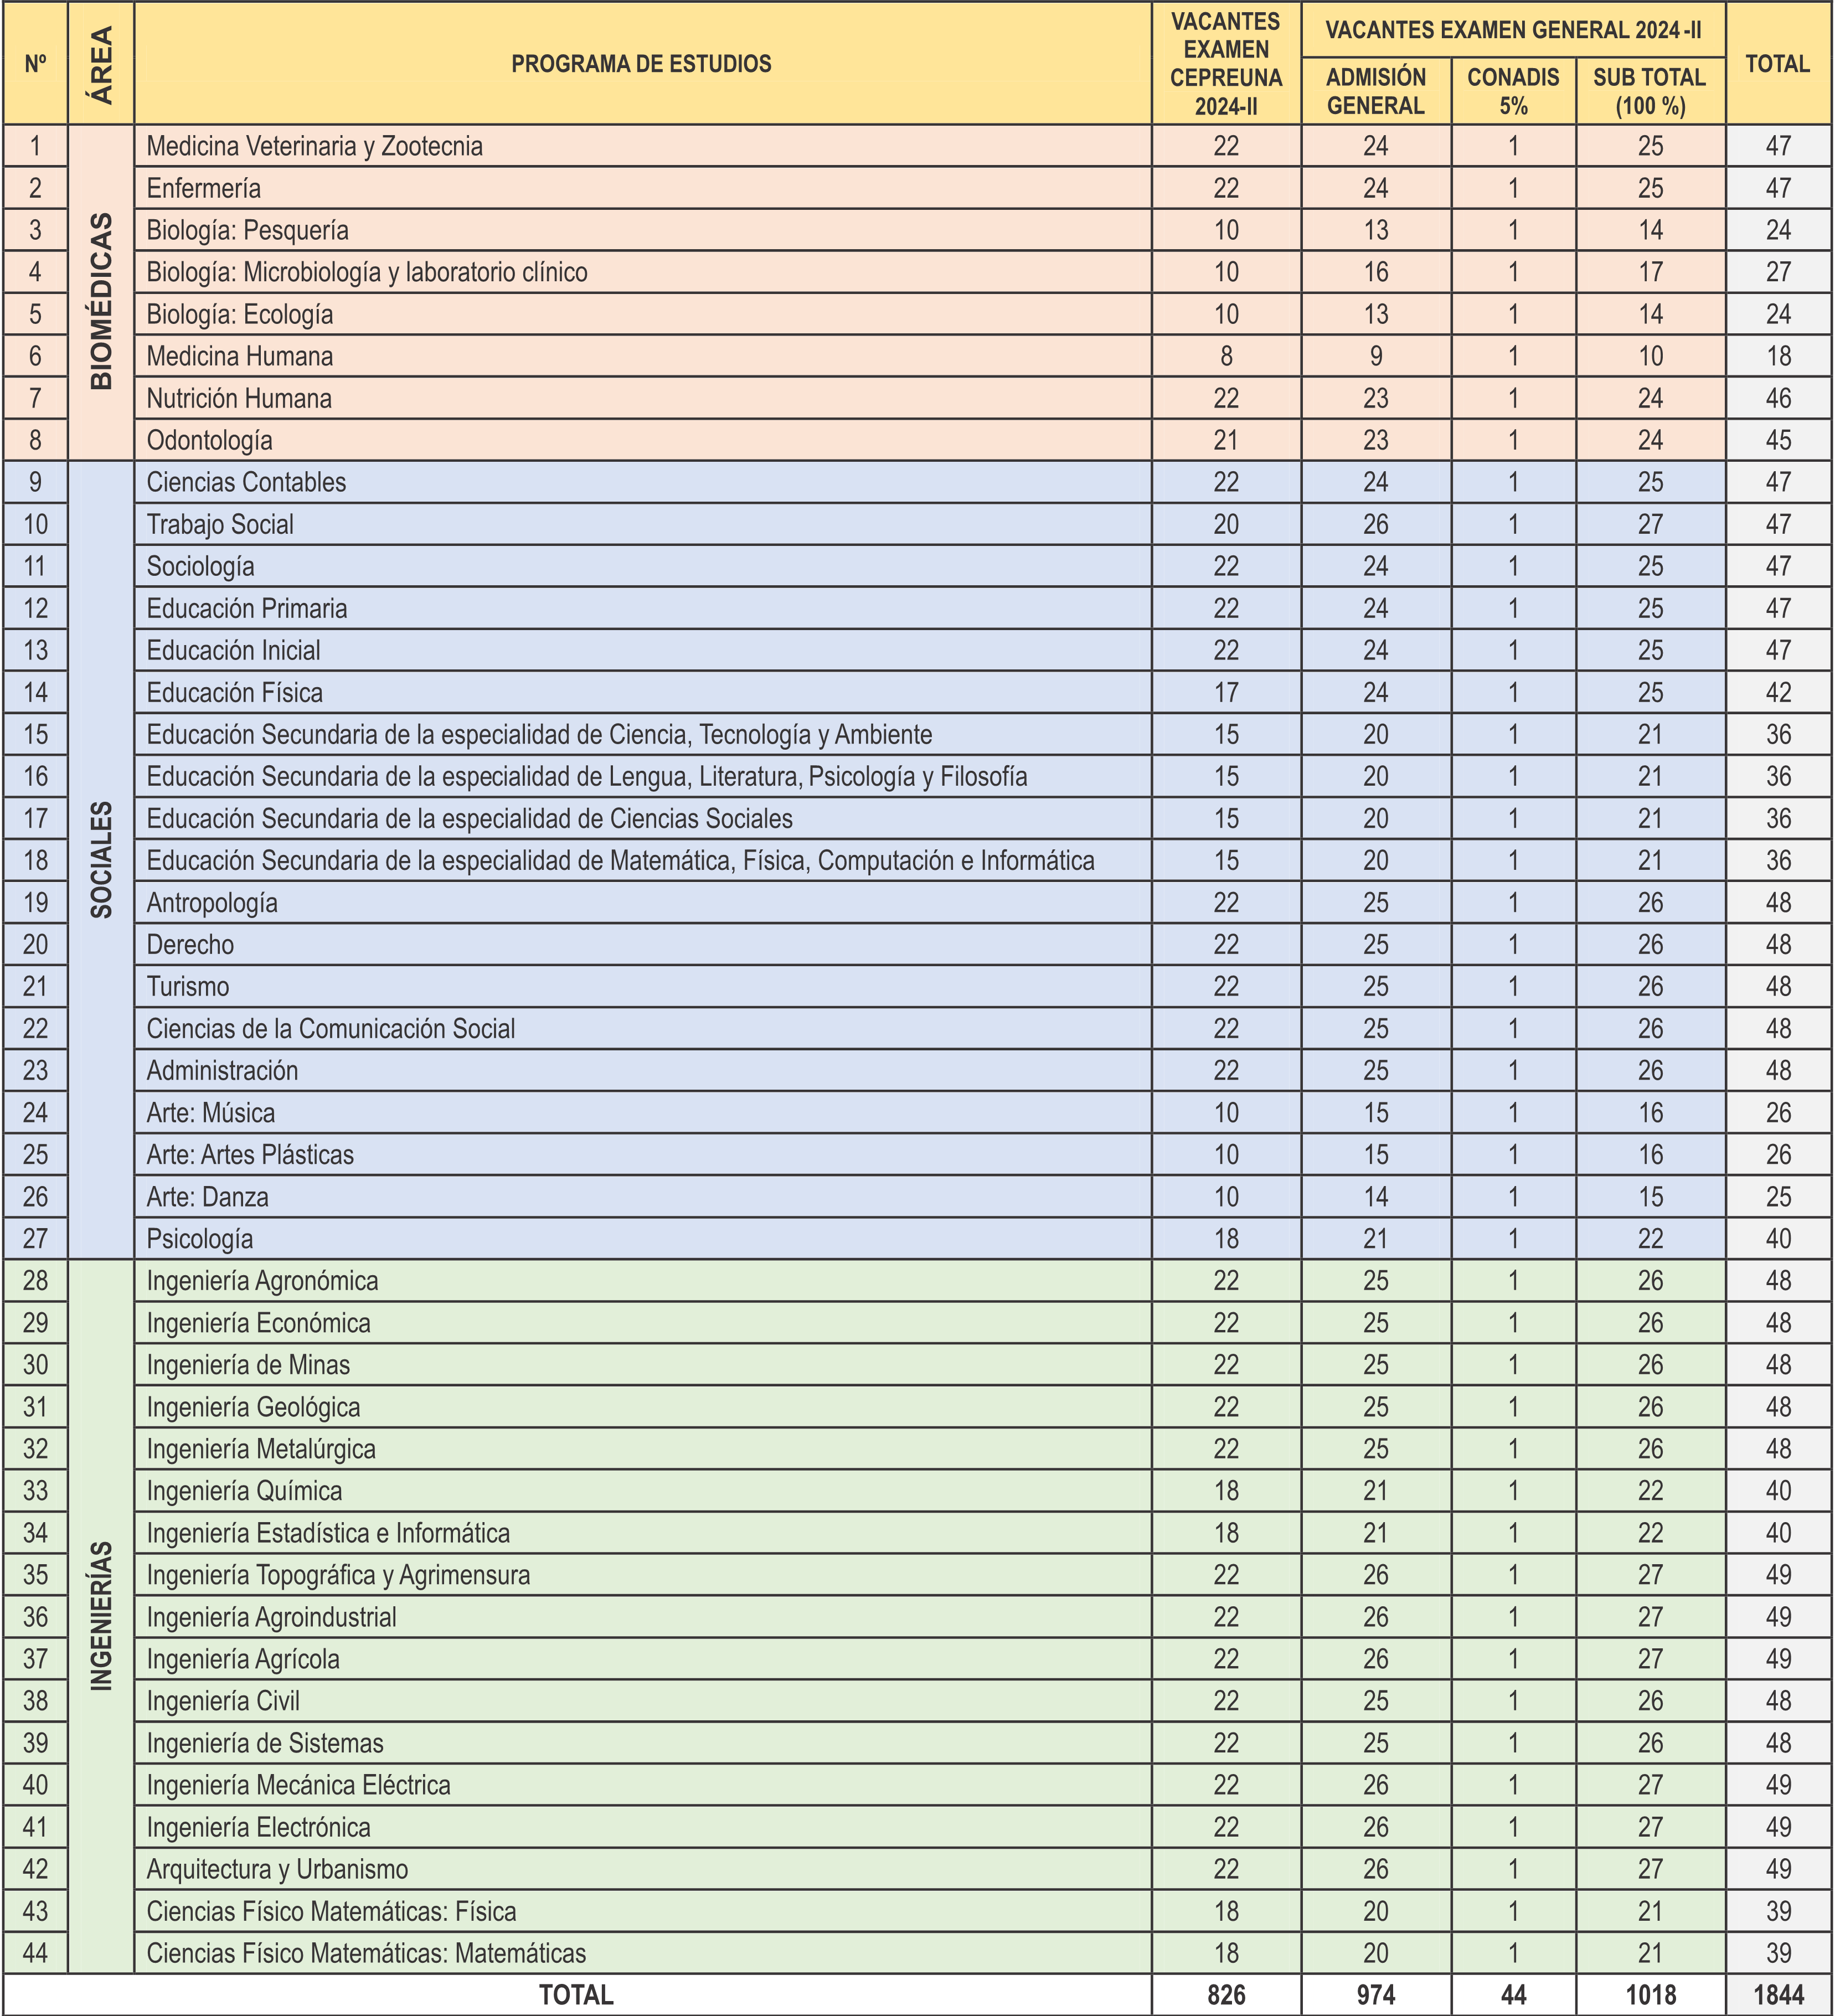 Nº ÁREA PROGRAMA DE ESTUDIOS VACANTES EXAMEN CEPREUNA 2024-II VACANTES EXAMEN GENERAL 2024-II TOTAL
ADMISIÓN GENERAL CONADIS 5% SUB TOTAL (100 %)
BIOMÉDICAS
1 Medicina Veterinaria y Zootecnia 22 24 1 25 47
2 Enfermería 22 24 1 25 47
3 Biología: Pesquería 10 13 1 14 24
4 Biología: Microbiología y laboratorio clínico 10 16 1 17 27
5 Biología: Ecología 10 13 1 14 24
6 Medicina Humana 8 9 1 10 18
7 Nutrición Humana 22 23 1 24 46
8 Odontología 21 23 1 24 45
SOCIALES
9 Ciencias Contables 22 24 1 25 47
10 Trabajo Social 20 26 1 27 47
11 Sociología 22 24 1 25 47
12 Educación Primaria 22 24 1 25 47
13 Educación Inicial 22 24 1 25 47
14 Educación Física 17 24 1 25 42
15 Educación Secundaria de la especialidad de Ciencia, Tecnología y Ambiente 15 20 1 21 36
16 Educación Secundaria de la especialidad de Lengua, Literatura, Psicología y Filosofía 15 20 1 21 36
17 Educación Secundaria de la especialidad de Ciencias Sociales 15 20 1 21 36
18 Educación Secundaria de la especialidad de Matemática, Física, Computación e Informática 15 20 1 21 36
19 Antropología 22 25 1 26 48
20 Derecho 22 25 1 26 48
21 Turismo 22 25 1 26 48
22 Ciencias de la Comunicación Social 22 25 1 26 48
23 Administración 22 25 1 26 48
24 Arte: Música 10 15 1 16 26
25 Arte: Artes Plásticas 10 15 1 16 26
26 Arte: Danza 10 14 1 15 25
27 Psicología 18 21 1 22 40
INGENIERÍAS
28 Ingeniería Agronómica 22 25 1 26 48
29 Ingeniería Económica 22 25 1 26 48
30 Ingeniería de Minas 22 25 1 26 48
31 Ingeniería Geológica 22 25 1 26 48
32 Ingeniería Metalúrgica 22 25 1 26 48
33 Ingeniería Química 18 21 1 22 40
34 Ingeniería Estadística e Informática 18 21 1 22 40
35 Ingeniería Topográfica y Agrimensura 22 26 1 27 49
36 Ingeniería Agroindustrial 22 26 1 27 49
37 Ingeniería Agrícola 22 26 1 27 49
38 Ingeniería Civil 22 25 1 26 48
39 Ingeniería de Sistemas 22 25 1 26 48
40 Ingeniería Mecánica Eléctrica 22 26 1 27 49
41 Ingeniería Electrónica 22 26 1 27 49
42 Arquitectura y Urbanismo 22 26 1 27 49
43 Ciencias Físico Matemáticas: Física 18 20 1 21 39
44 Ciencias Físico Matemáticas: Matemáticas 18 20 1 21 39
TOTAL 826 974 44 1018 1844